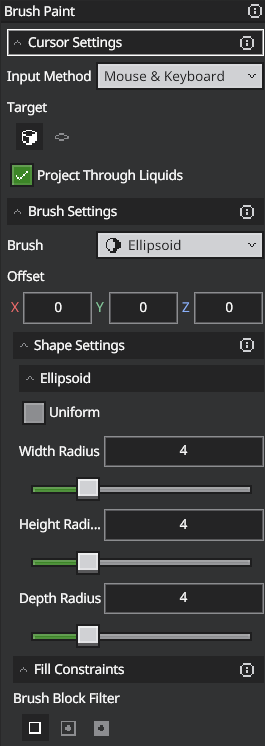 Brush Paint
Cursor Settings
Input Method Mouse & Keyboard
Target
Project Through Liquids
Brush Settings
Brush Ellipsoid
Offset
X 0 Y 0 Z 0
Shape Settings
Ellipsoid
Uniform
Width Radius 4
Height Radi... 4
Depth Radius 4
Fill Constraints
Brush Block Filter